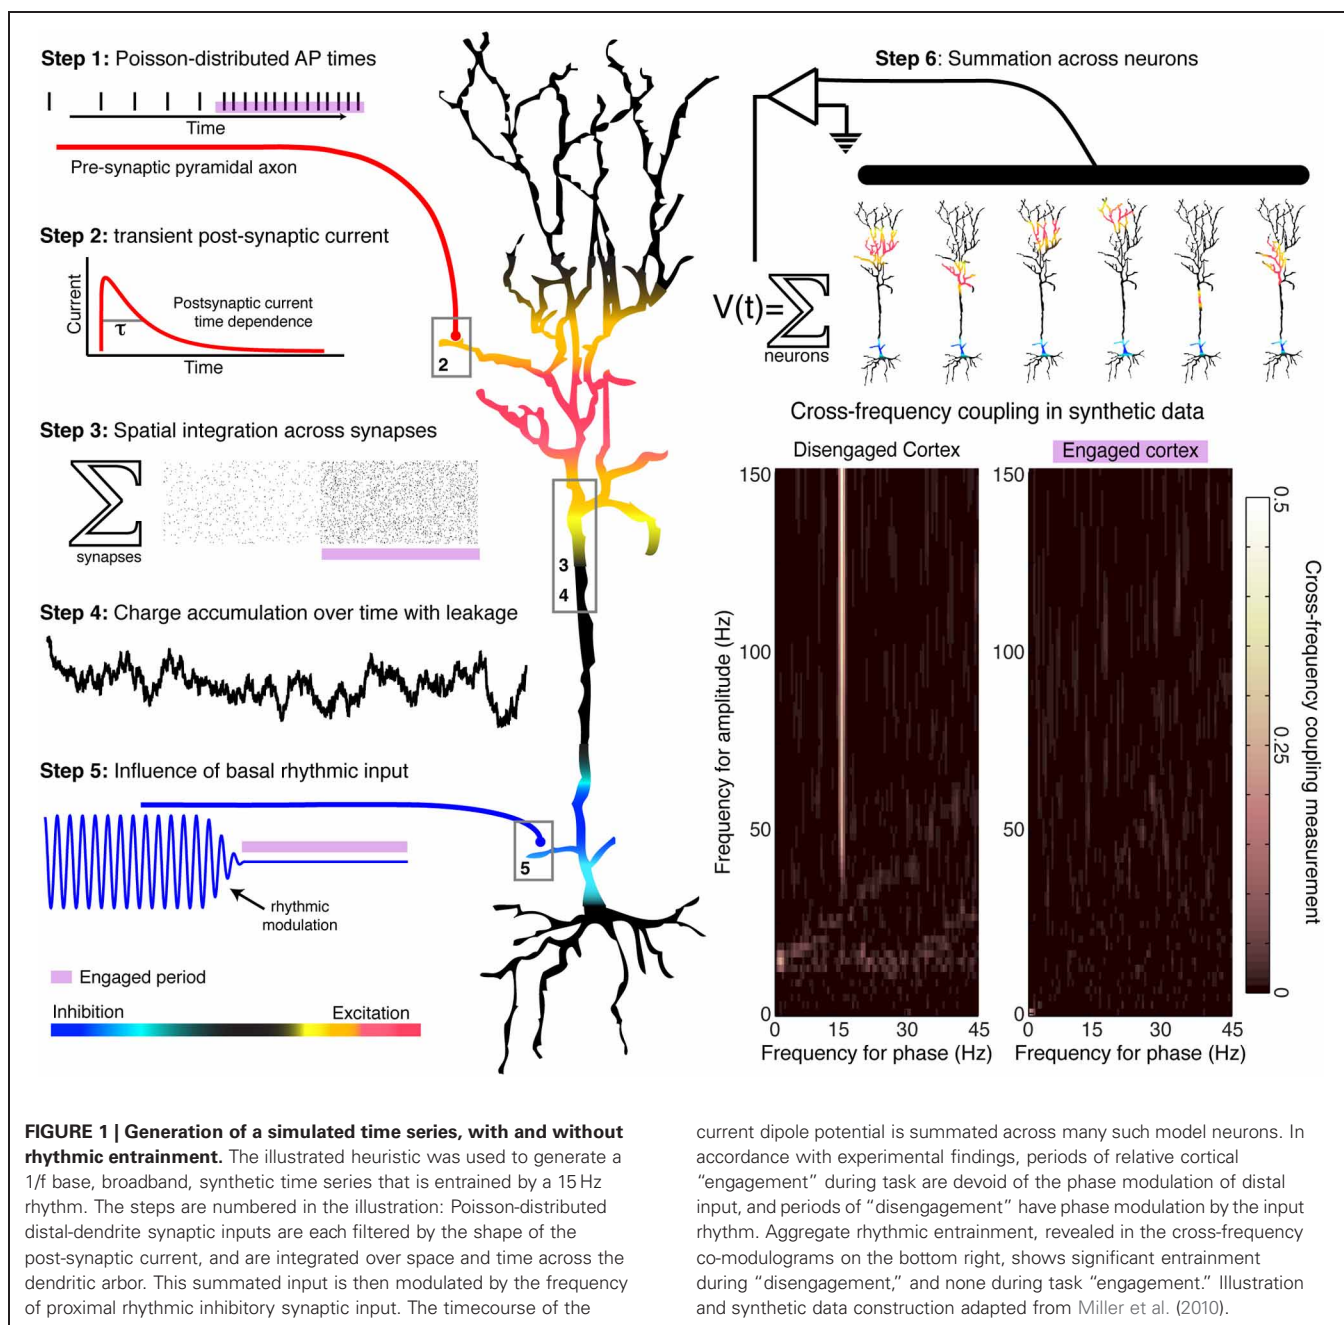 Step 1: Poisson-distributed AP times
Time
Pre-synaptic pyramidal axon
Step 2: transient post-synaptic current
Current
Postsynaptic current
time dependence
τ
Time
2
Step 3: Spatial integration across synapses
Σ
synapses
3
4
Step 4: Charge accumulation over time with leakage
Step 5: Influence of basal rhythmic input
5
rhythmic
modulation
Engaged period
Inhibition
Excitation
Step 6: Summation across neurons
V(t)=Σ
neurons
Cross-frequency coupling in synthetic data
Disengaged Cortex
Engaged cortex
Frequency for amplitude (Hz)
150
100
50
0
0 15 30 45
Frequency for phase (Hz)
150
100
50
0
0 15 30 45
Frequency for phase (Hz)
0.5
0.25
0
Cross-frequency coupling measurement
FIGURE 1 | Generation of a simulated time series, with and without
rhythmic entrainment. The illustrated heuristic was used to generate a
1/f base, broadband, synthetic time series that is entrained by a 15 Hz
rhythm. The steps are numbered in the illustration: Poisson-distributed
distal-dendrite synaptic inputs are each filtered by the shape of the
post-synaptic current, and are integrated over space and time across the
dendritic arbor. This summated input is then modulated by the frequency
of proximal rhythmic inhibitory synaptic input. The timecourse of the
current dipole potential is summated across many such model neurons. In
accordance with experimental findings, periods of relative cortical
“engagement” during task are devoid of the phase modulation of distal
input, and periods of “disengagement” have phase modulation by the input
rhythm. Aggregate rhythmic entrainment, revealed in the cross-frequency
co-modulograms on the bottom right, shows significant entrainment
during “disengagement,” and none during task “engagement.” Illustration
and synthetic data construction adapted from Miller et al. (2010).